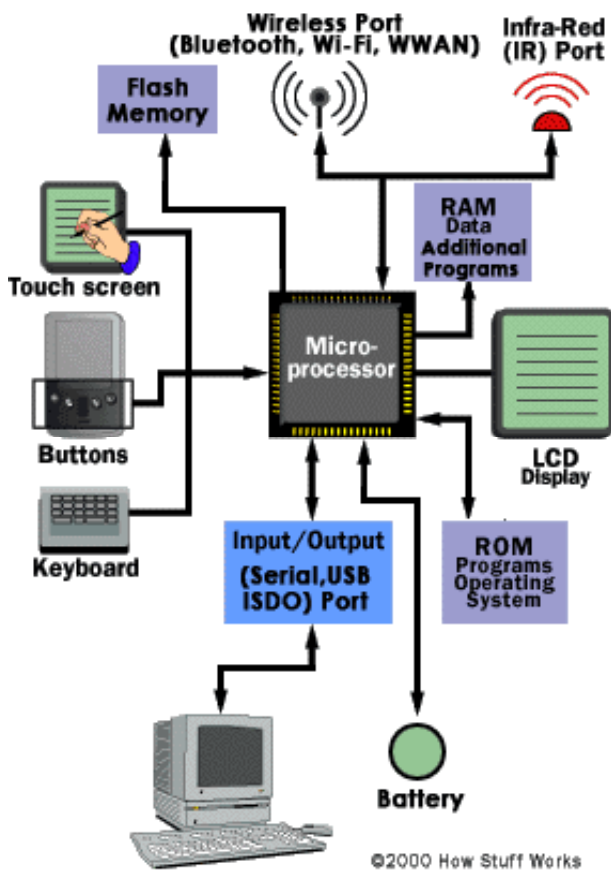 Wireless Port
(Bluetooth, Wi-Fi, WWAN)
Infra-Red
(IR) Port
Flash
Memory
RAM
Data
Additional
Programs
Touch screen
Micro-
processor
Buttons
LCD
Display
Keyboard
Input/Output
(Serial,USB
ISDO) Port
ROM
Programs
Operating
System
Battery
©2000 How Stuff Works